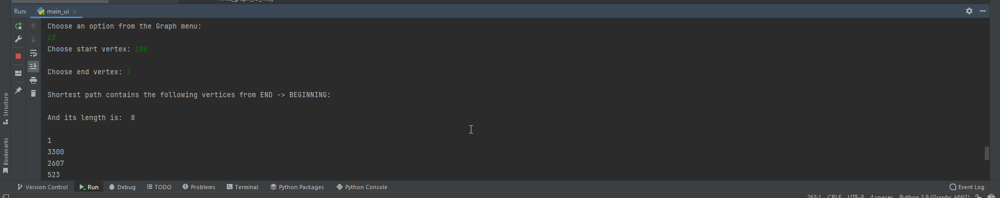 write_graph_to_file()
Run: main_ui
Choose an option from the Graph menu:
23
Choose start vertex: 100
Choose end vertex: 1
Shortest path contains the following vertices from END -> BEGINNING:
And its length is:  8
1
3300
2607
523
Structure
Bookmarks
Version Control Run Debug TODO Problems Terminal Python Packages Python Console Event Log
263:1 CRLF UTF-8 4 spaces Python 3.9 (Graphs_HW1)